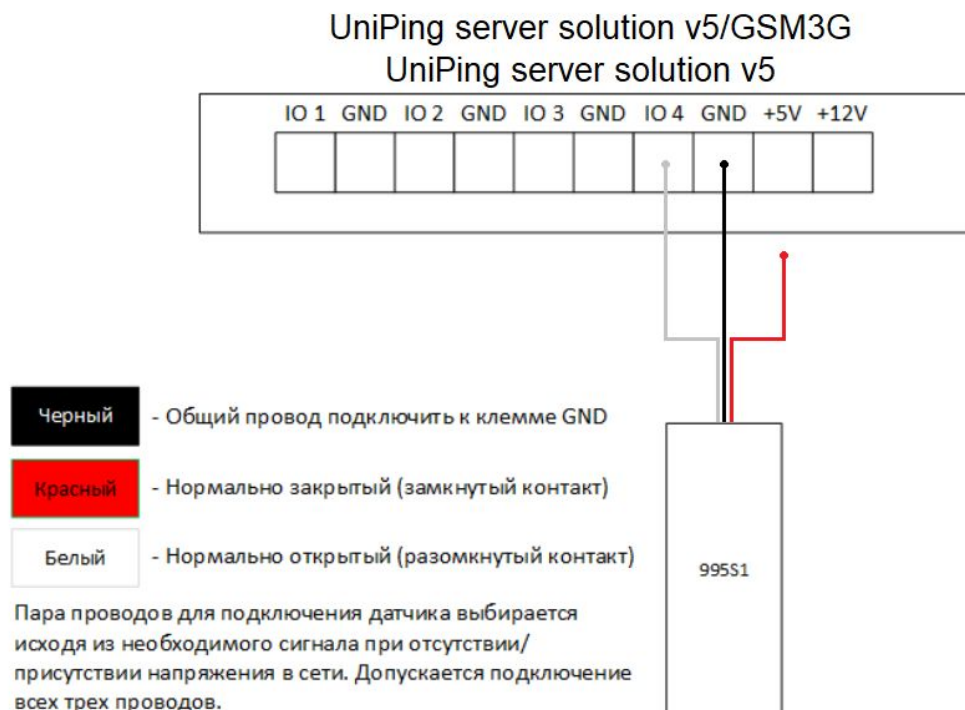 UniPing server solution v5/GSM3G
UniPing server solution v5
IO 1 GND IO 2 GND IO 3 GND IO 4 GND +5V +12V
Черный - Общий провод подключить к клемме GND
Красный - Нормально закрытый (замкнутый контакт)
Белый - Нормально открытый (разомкнутый контакт)
995S1
Пара проводов для подключения датчика выбирается
исходя из необходимого сигнала при отсутствии/
присутствии напряжения в сети. Допускается подключение
всех трех проводов.